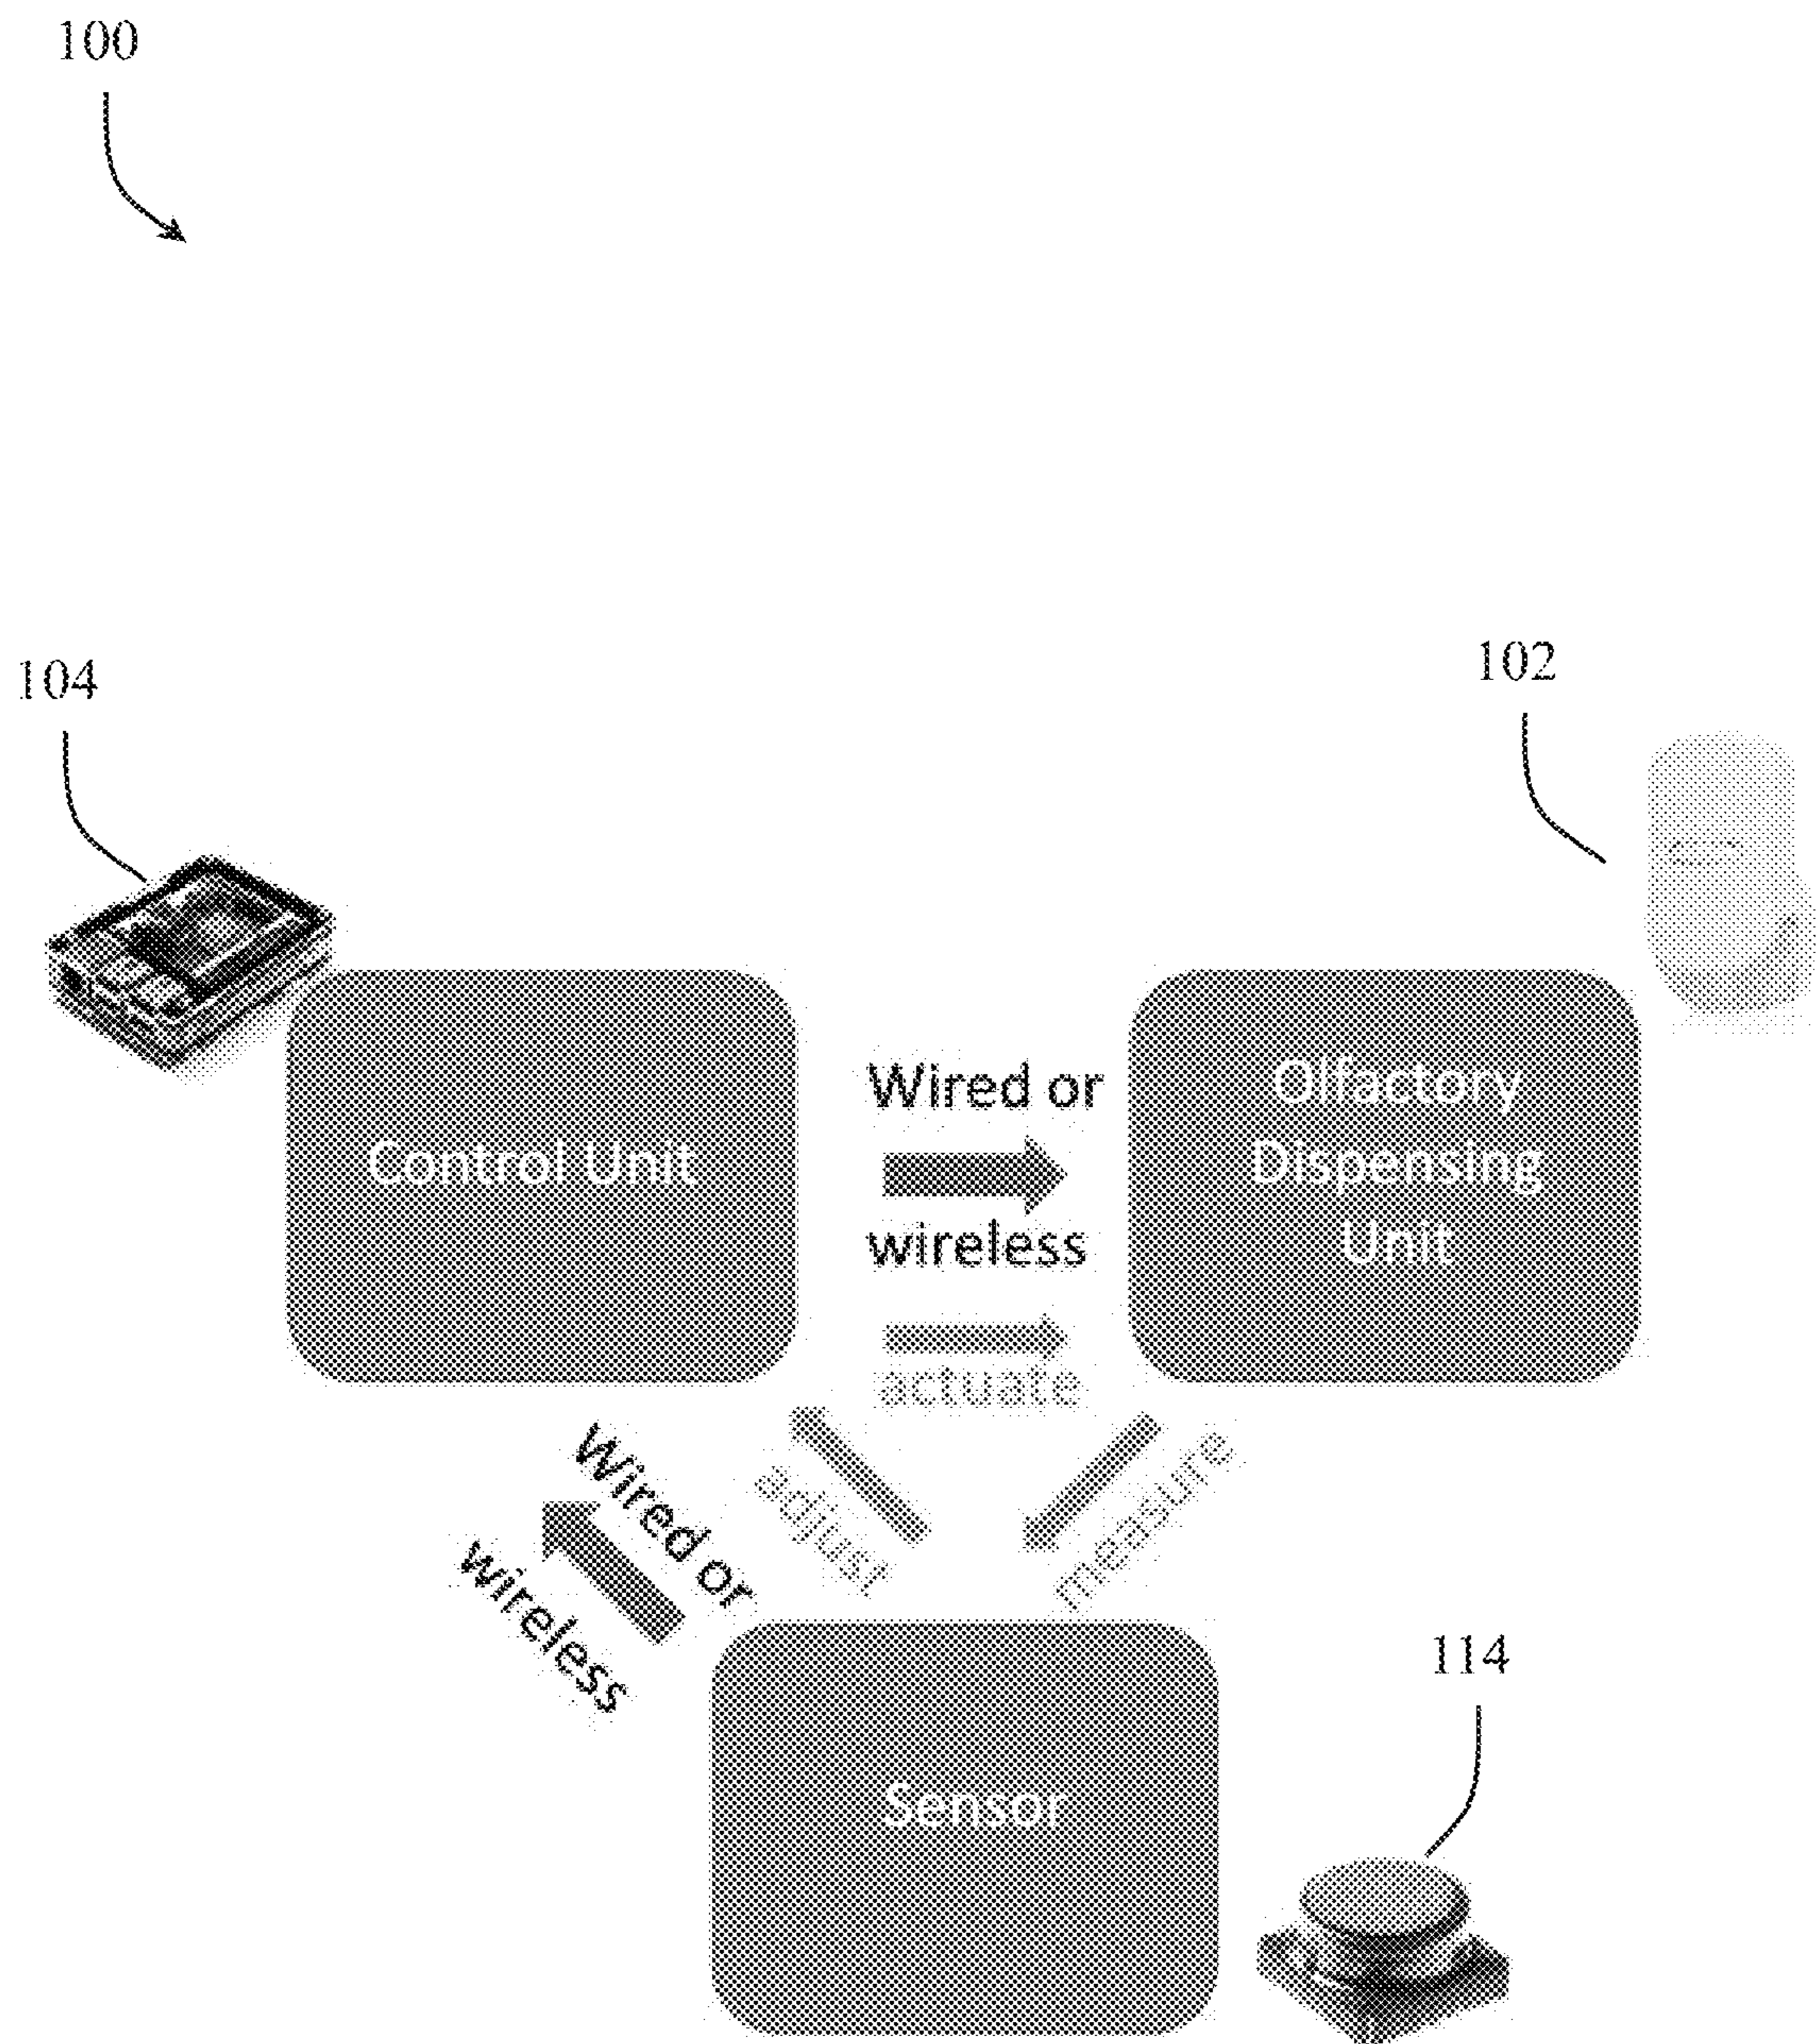 100
104
102
Control Unit
Wired or
wireless
actuate
Olfactory
Dispensing
Unit
Wired or
wireless
adjust
measure
Sensor
114